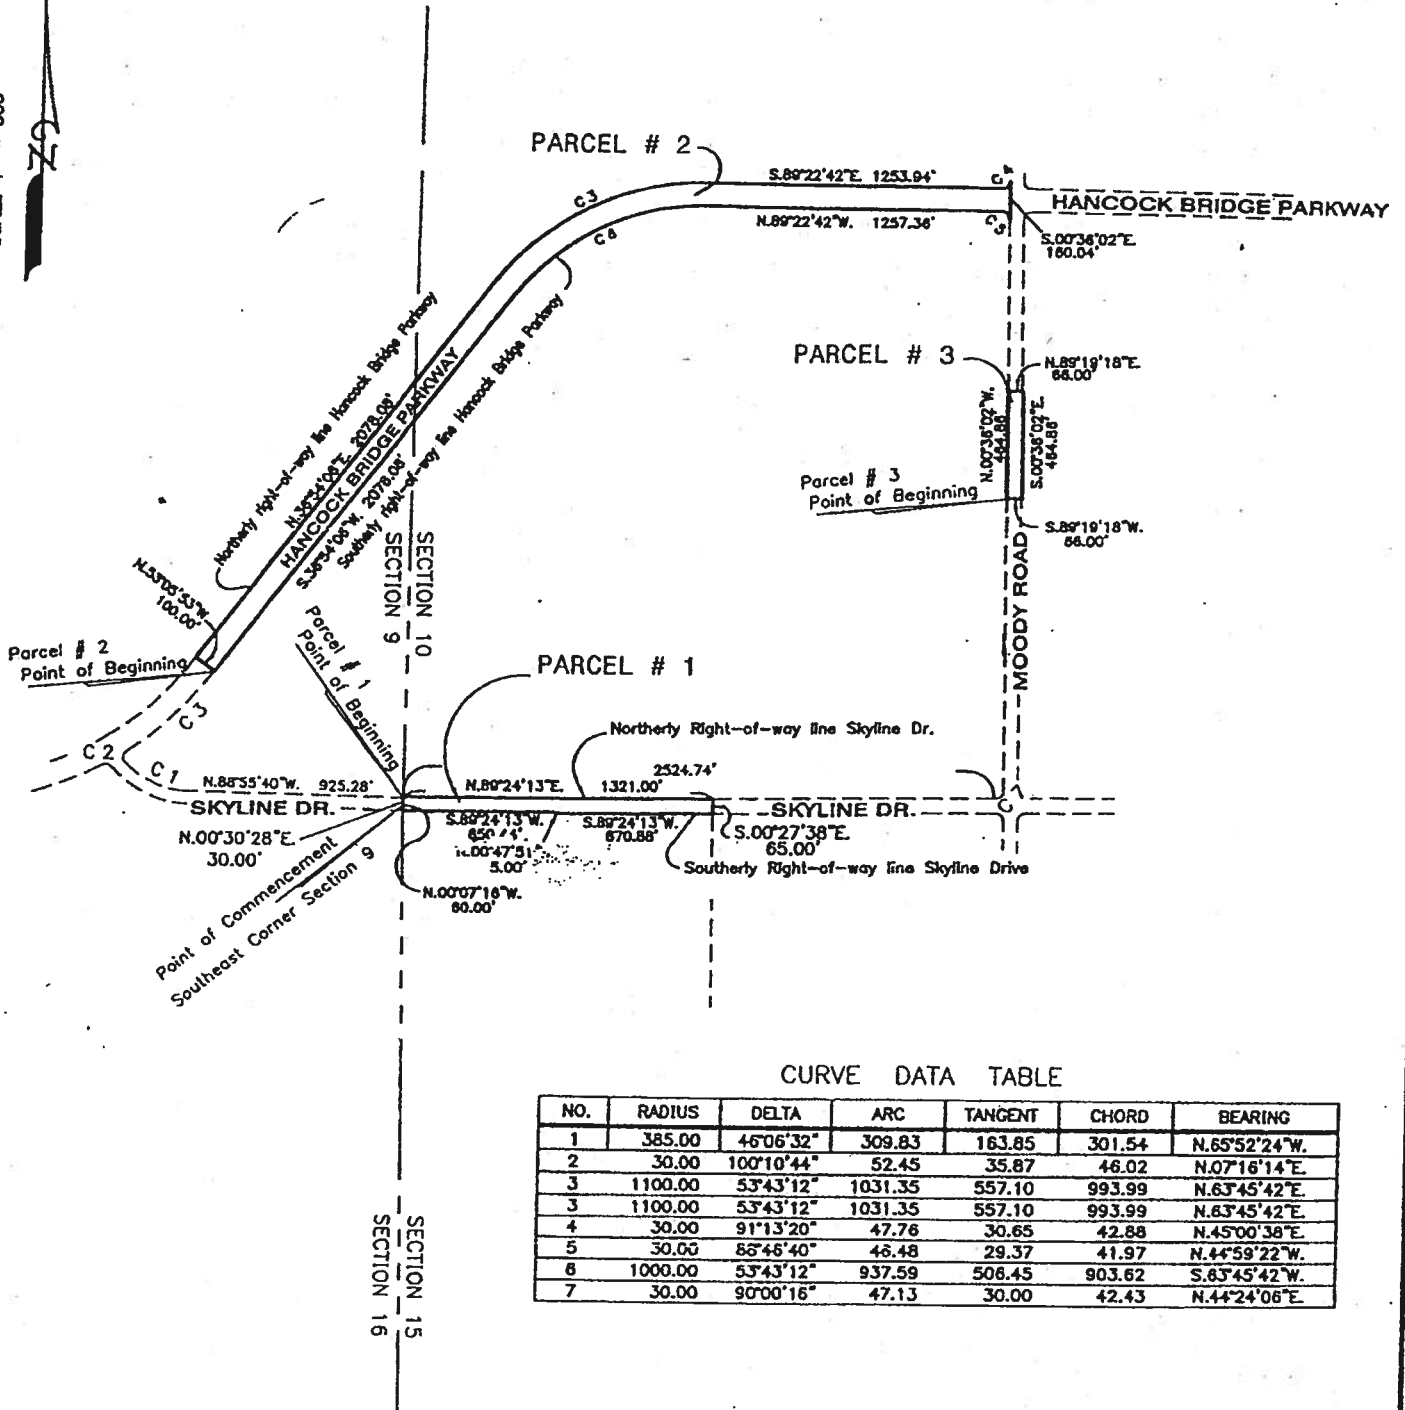 PARCEL # 2
S.89°22'42"E. 1253.94'
C 4
HANCOCK BRIDGE PARKWAY
C 3
C 6
N.89°22'42"W. 1257.36'
C 5
S.00°36'02"E.
160.04'
Northerly right-of-way line Hancock Bridge Parkway
N.36°54'06"E. 2078.08'
HANCOCK BRIDGE PARKWAY
S.36°54'06"W. 2078.08'
Southerly right-of-way line Hancock Bridge Parkway
PARCEL # 3
N.89°19'18"E.
66.00'
N.00°36'02"W.
464.86'
S.00°36'02"E.
464.86'
Parcel # 3
Point of Beginning
S.89°19'18"W.
66.00'
MOODY ROAD
SECTION 10
SECTION 9
N.53°05'53"W.
100.00'
Parcel # 2
Point of Beginning
Parcel # 1
Point of Beginning
PARCEL # 1
C 3
C 2
C 1
Northerly Right-of-way line Skyline Dr.
2524.74'
N.88°55'40"W. 925.28'
N.89°24'13"E. 1321.00'
SKYLINE DR.
SKYLINE DR.
C 7
N.00°30'28"E.
30.00'
S.89°24'13"W.
S.89°24'13"W.
670.88'
N.00°47'51"
5.00'
S.00°27'38"E.
65.00'
Southerly Right-of-way line Skyline Drive
N.00°07'16"W.
60.00'
Point of Commencement
Southeast Corner Section 9
CURVE DATA TABLE
NO. RADIUS DELTA ARC TANGENT CHORD BEARING
1 385.00 46°06'32" 309.83 163.85 301.54 N.65°52'24"W.
2 30.00 100°10'44" 52.45 35.87 46.02 N.07°16'14"E.
3 1100.00 53°43'12" 1031.35 557.10 993.99 N.63°45'42"E.
3 1100.00 53°43'12" 1031.35 557.10 993.99 N.63°45'42"E.
4 30.00 91°13'20" 47.76 30.65 42.88 N.45°00'38"E.
5 30.00 88°46'40" 46.48 29.37 41.97 N.44°59'22"W.
6 1000.00 53°43'12" 937.59 506.45 903.62 S.63°45'42"W.
7 30.00 90°00'16" 47.13 30.00 42.43 N.44°24'06"E.
SECTION 15
SECTION 16